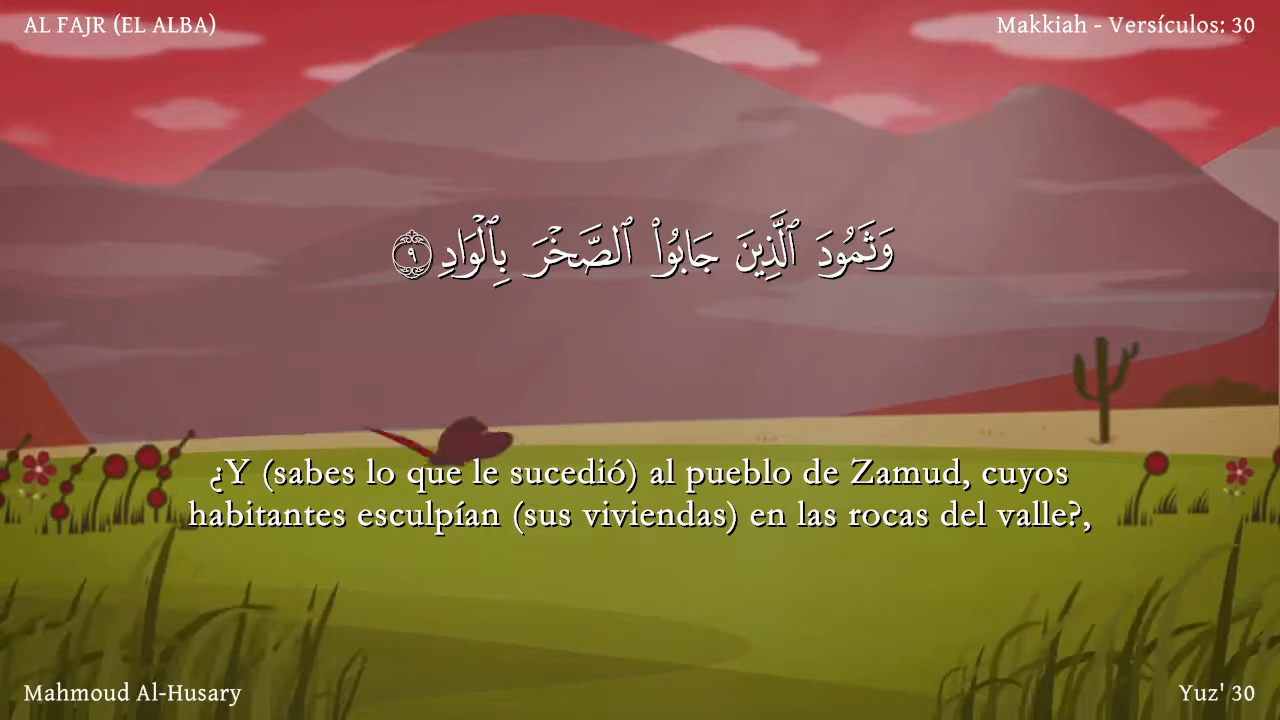 AL FAJR (EL ALBA)
Makkiah - Versículos: 30
وَثَمُودَ ٱلَّذِينَ جَابُوا۟ ٱلصَّخْرَ بِٱلْوَادِ ٩
¿Y (sabes lo que le sucedió) al pueblo de Zamud, cuyos
habitantes esculpían (sus viviendas) en las rocas del valle?,
Mahmoud Al-Husary
Yuz' 30